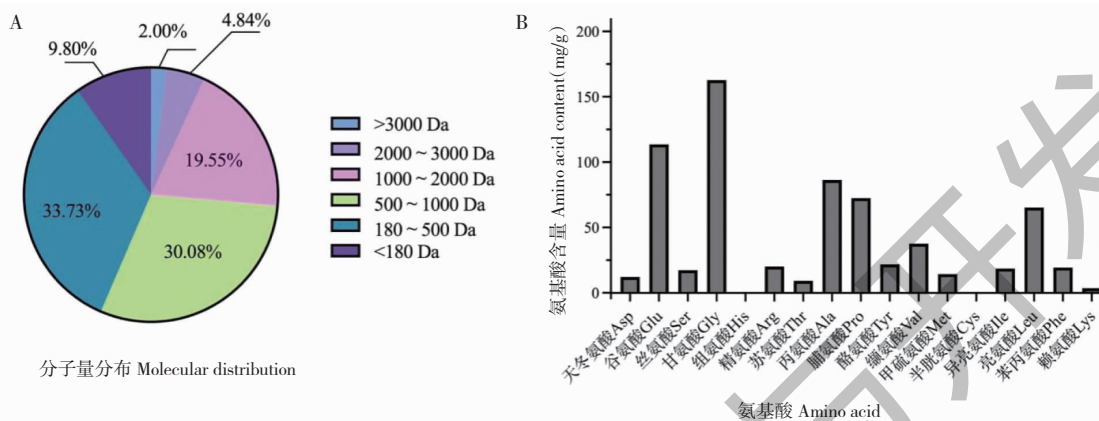 A
9.80%
2.00%
4.84%
19.55%
33.73%
30.08%
>3000 Da
2000~3000 Da
1000~2000 Da
500~1000 Da
180~500 Da
<180 Da
分子量分布 Molecular distribution
B
氨基酸含量 Amino acid content(mg/g)
200
150
100
50
0
天冬氨酸Asp
谷氨酸Glu
丝氨酸Ser
甘氨酸Gly
组氨酸His
精氨酸Arg
苏氨酸Thr
丙氨酸Ala
脯氨酸Pro
酪氨酸Tyr
缬氨酸Val
甲硫氨酸Met
半胱氨酸Cys
异亮氨酸Ile
亮氨酸Leu
苯丙氨酸Phe
赖氨酸Lys
氨基酸 Amino acid
与开发